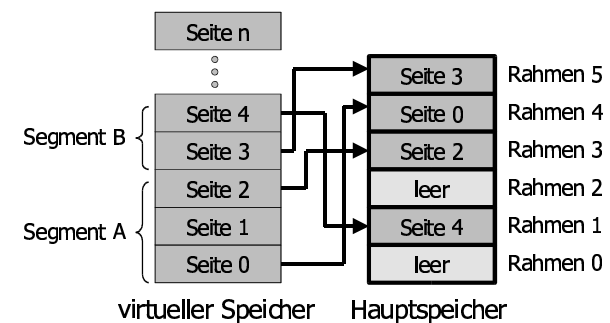 Seite n
Segment B
Seite 4
Seite 3
Segment A
Seite 2
Seite 1
Seite 0
virtueller Speicher
Seite 3 Rahmen 5
Seite 0 Rahmen 4
Seite 2 Rahmen 3
leer Rahmen 2
Seite 4 Rahmen 1
leer Rahmen 0
Hauptspeicher